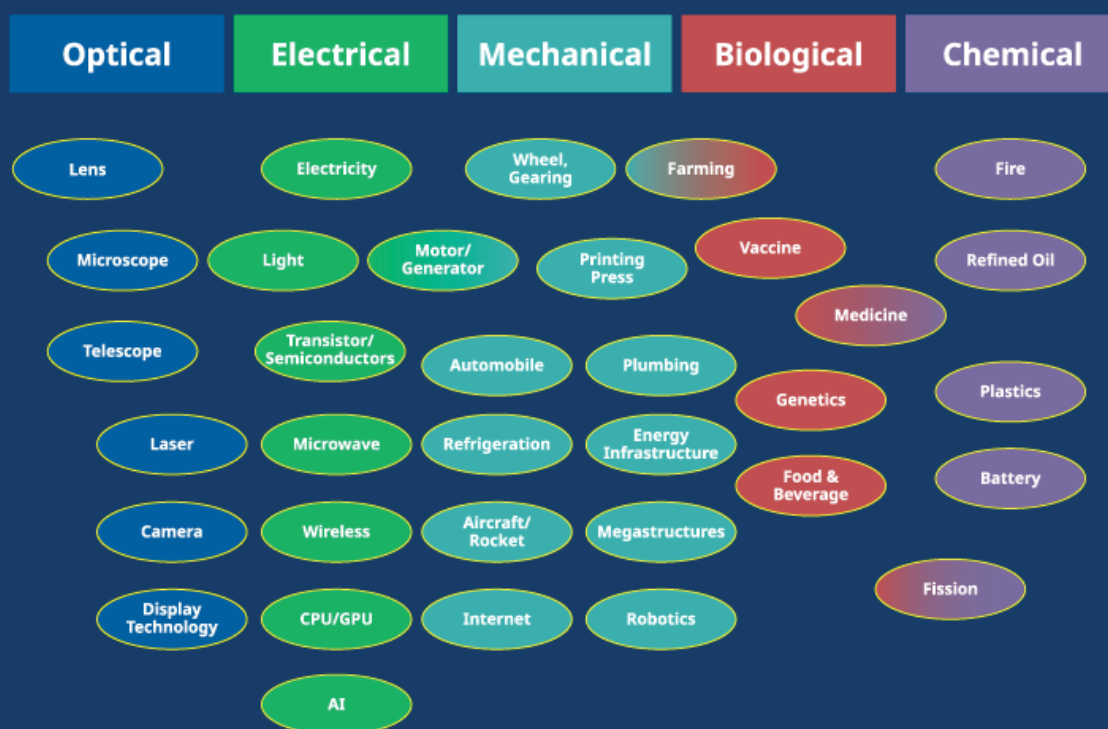 Optical
Electrical
Mechanical
Biological
Chemical
Lens
Electricity
Wheel,
Gearing
Farming
Fire
Microscope
Light
Motor/
Generator
Printing
Press
Vaccine
Refined Oil
Medicine
Telescope
Transistor/
Semiconductors
Automobile
Plumbing
Genetics
Plastics
Laser
Microwave
Refrigeration
Energy
Infrastructure
Food &
Beverage
Battery
Camera
Wireless
Aircraft/
Rocket
Megastructures
Fission
Display
Technology
CPU/GPU
Internet
Robotics
AI